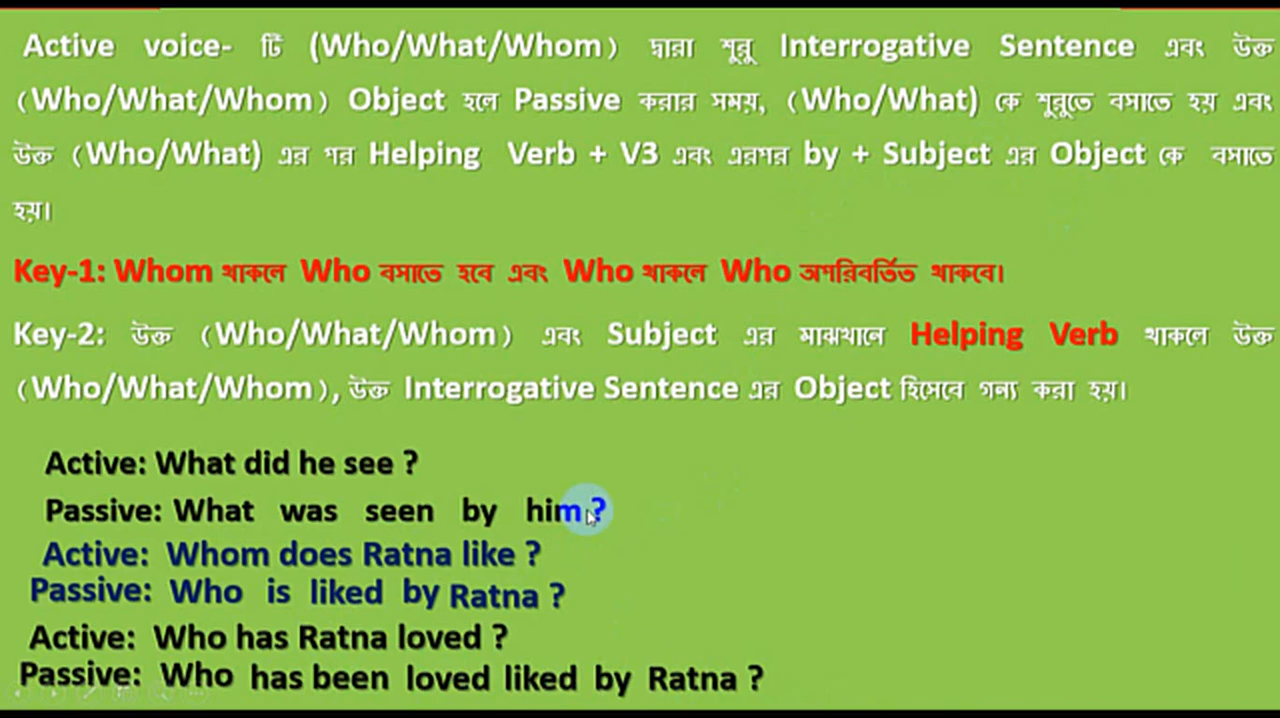 Active voice- টি (Who/What/Whom) দ্বারা শুরু Interrogative Sentence এবং উক্ত
(Who/What/Whom) Object হলে Passive করার সময়, (Who/What) কে শুরুতে বসাতে হয় এবং
উক্ত (Who/What) এর পর Helping Verb + V3 এবং এরপর by + Subject এর Object কে বসাতে
হয়।
Key-1: Whom থাকলে Who বসাতে হবে এবং Who থাকলে Who অপরিবর্তিত থাকবে।
Key-2: উক্ত (Who/What/Whom) এবং Subject এর মাঝখানে Helping Verb থাকলে উক্ত
(Who/What/Whom), উক্ত Interrogative Sentence এর Object হিসেবে গন্য করা হয়।
Active: What did he see ?
Passive: What was seen by him ?
Active: Whom does Ratna like ?
Passive: Who is liked by Ratna ?
Active: Who has Ratna loved ?
Passive: Who has been loved liked by Ratna ?